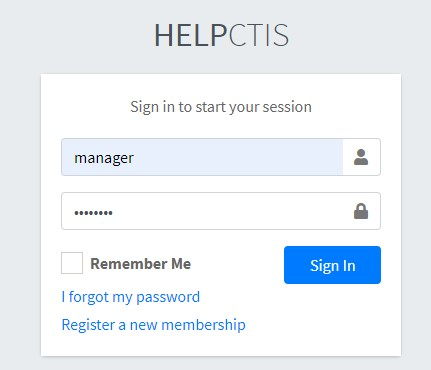 HELPCTIS
Sign in to start your session
manager
••••••••
Remember Me
Sign In
I forgot my password
Register a new membership